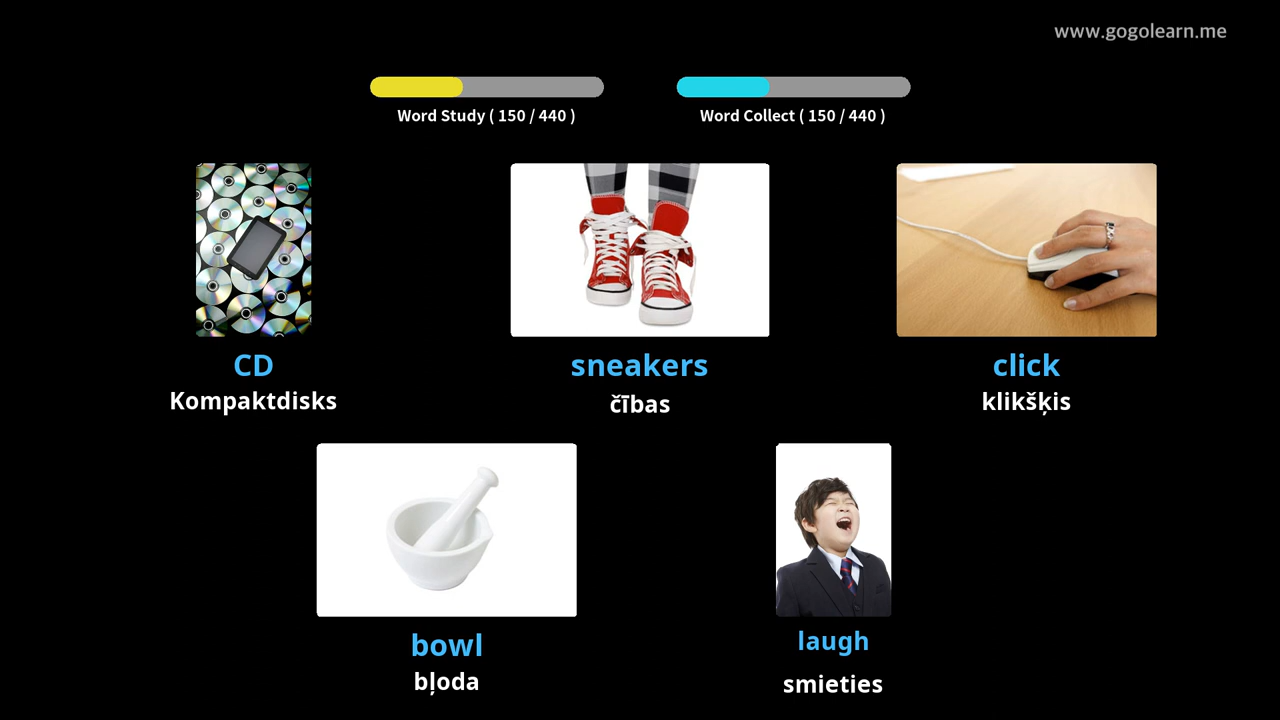 www.gogolearn.me
Word Study ( 150 / 440 )
Word Collect ( 150 / 440 )
CD
Kompaktdisks
sneakers
čības
click
klikšķis
bowl
bļoda
laugh
smieties